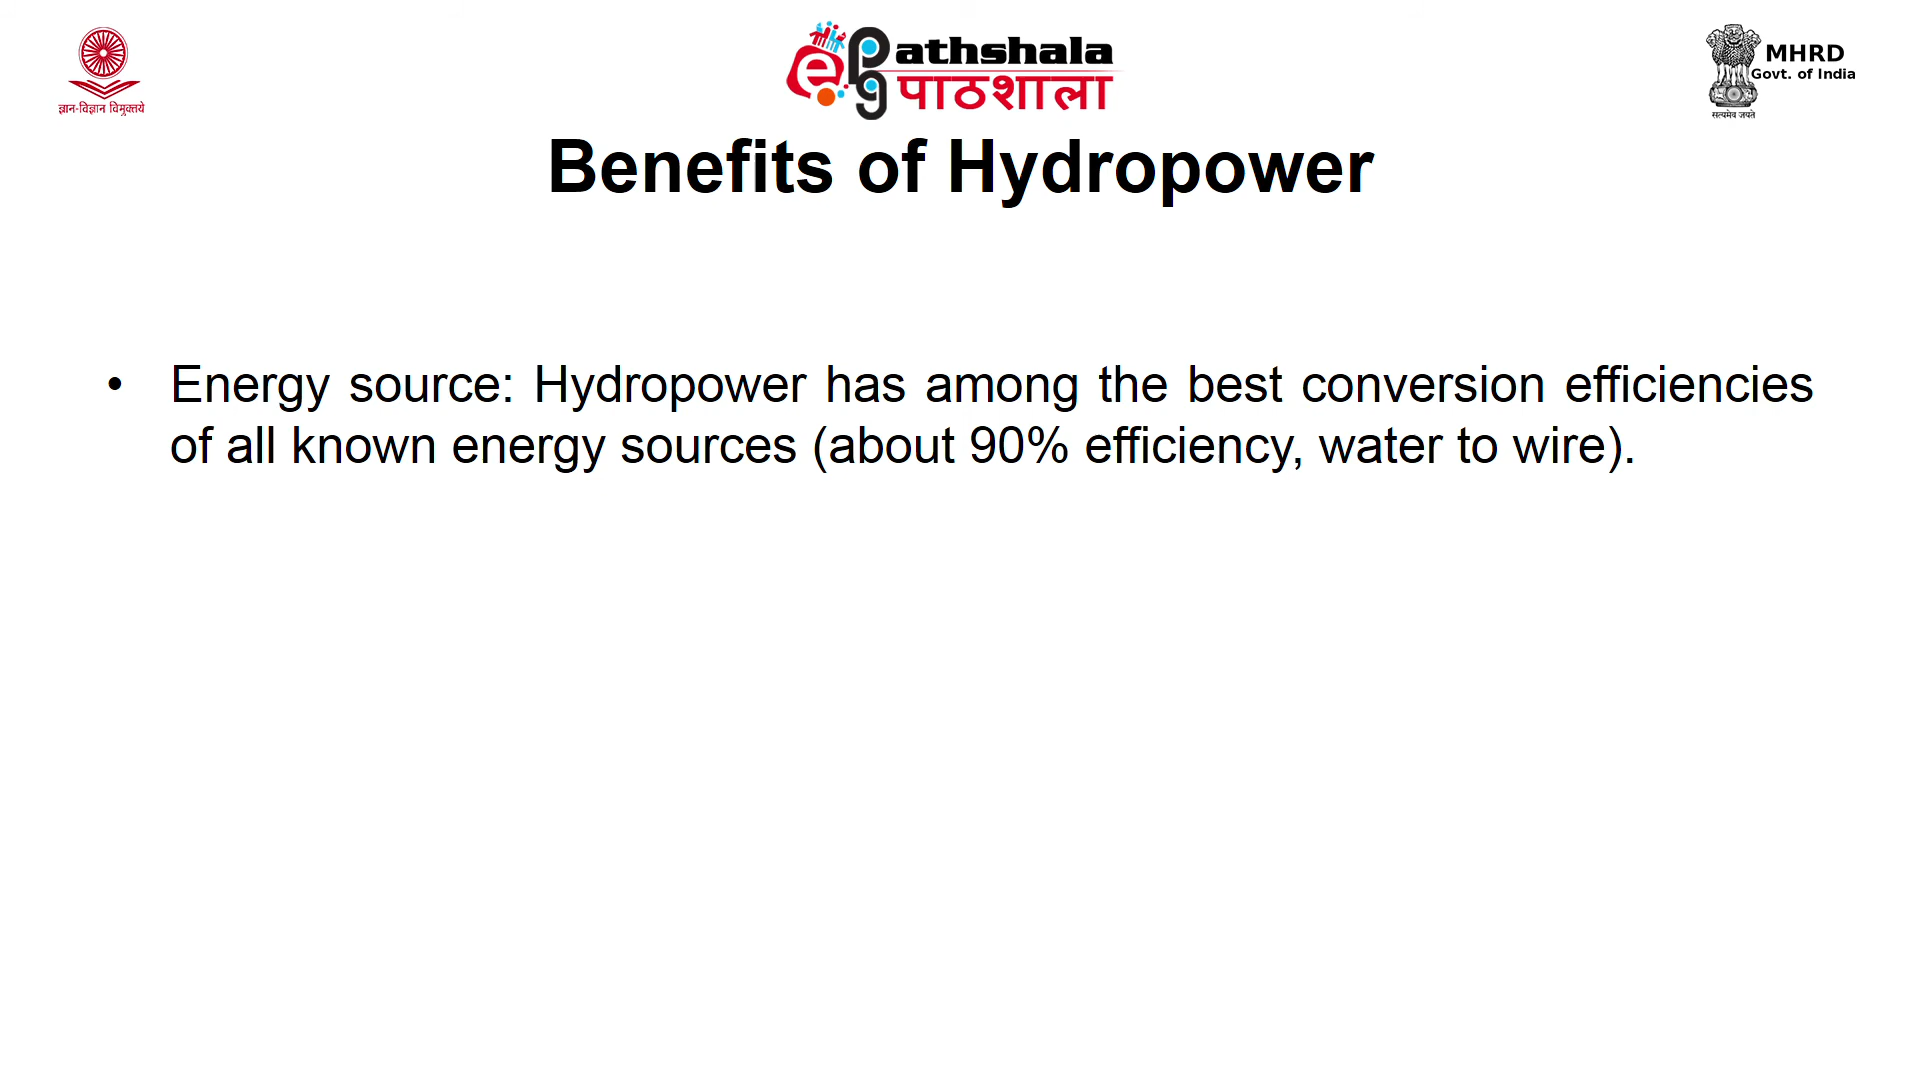 ज्ञान-विज्ञान विमुक्तये
e
pg
athshala
पाठशाला
MHRD
Govt. of India
सत्यमेव जयते
Benefits of Hydropower
• Energy source: Hydropower has among the best conversion efficiencies
of all known energy sources (about 90% efficiency, water to wire).